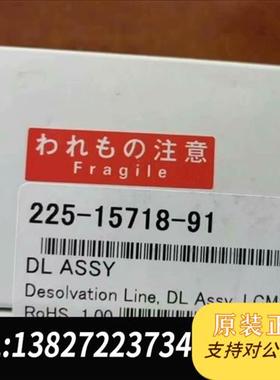 われもの注意
Fragile
225-15718-91
DL ASSY
Desolvation Line, DL Assy, LCM
RoHS 1.00
原装正
支持对公
:13827223734